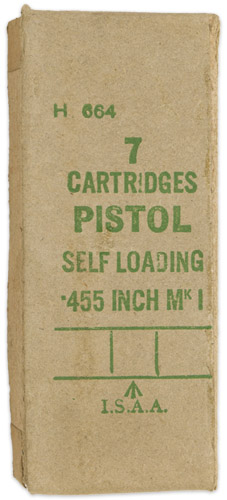 H 664
7
CARTRIDGES
PISTOL
SELF LOADING
·455 INCH Mᴷ I
I.S.A.A.